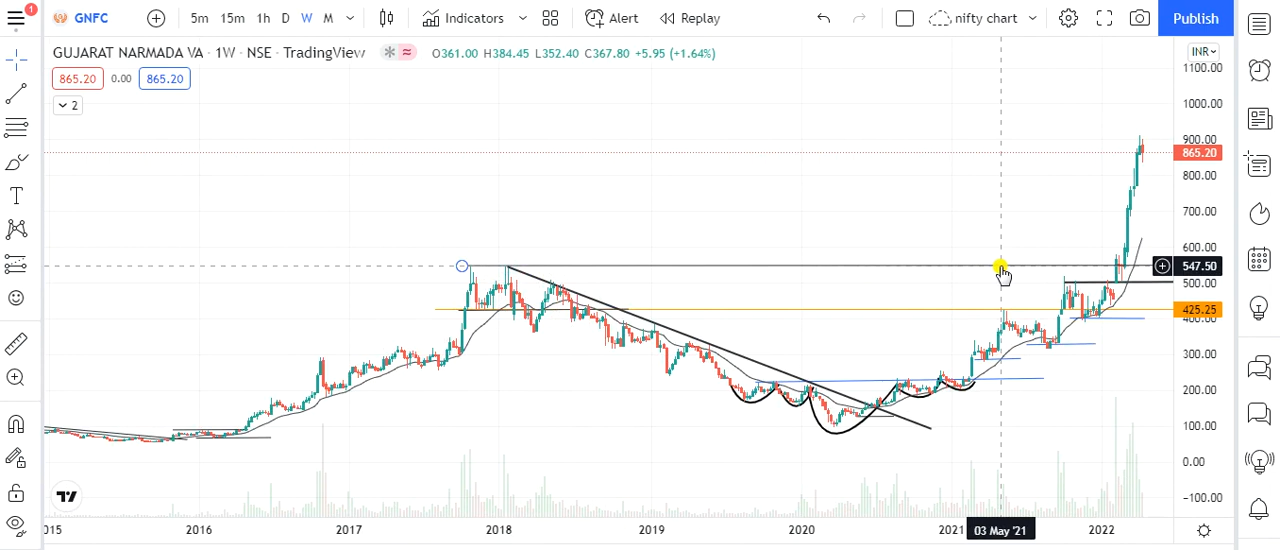 1
GNFC
5m 15m 1h D W M
Indicators
Alert
Replay
nifty chart
Publish
GUJARAT NARMADA VA · 1W · NSE · TradingView
O361.00 H384.45 L352.40 C367.80 +5.95 (+1.64%)
INR
865.20 0.00 865.20
2
1100.00
1000.00
900.00
865.20
800.00
700.00
600.00
547.50
500.00
425.25
400.00
300.00
200.00
100.00
0.00
−100.00
2015 2016 2017 2018 2019 2020 2021 03 May '21 2022